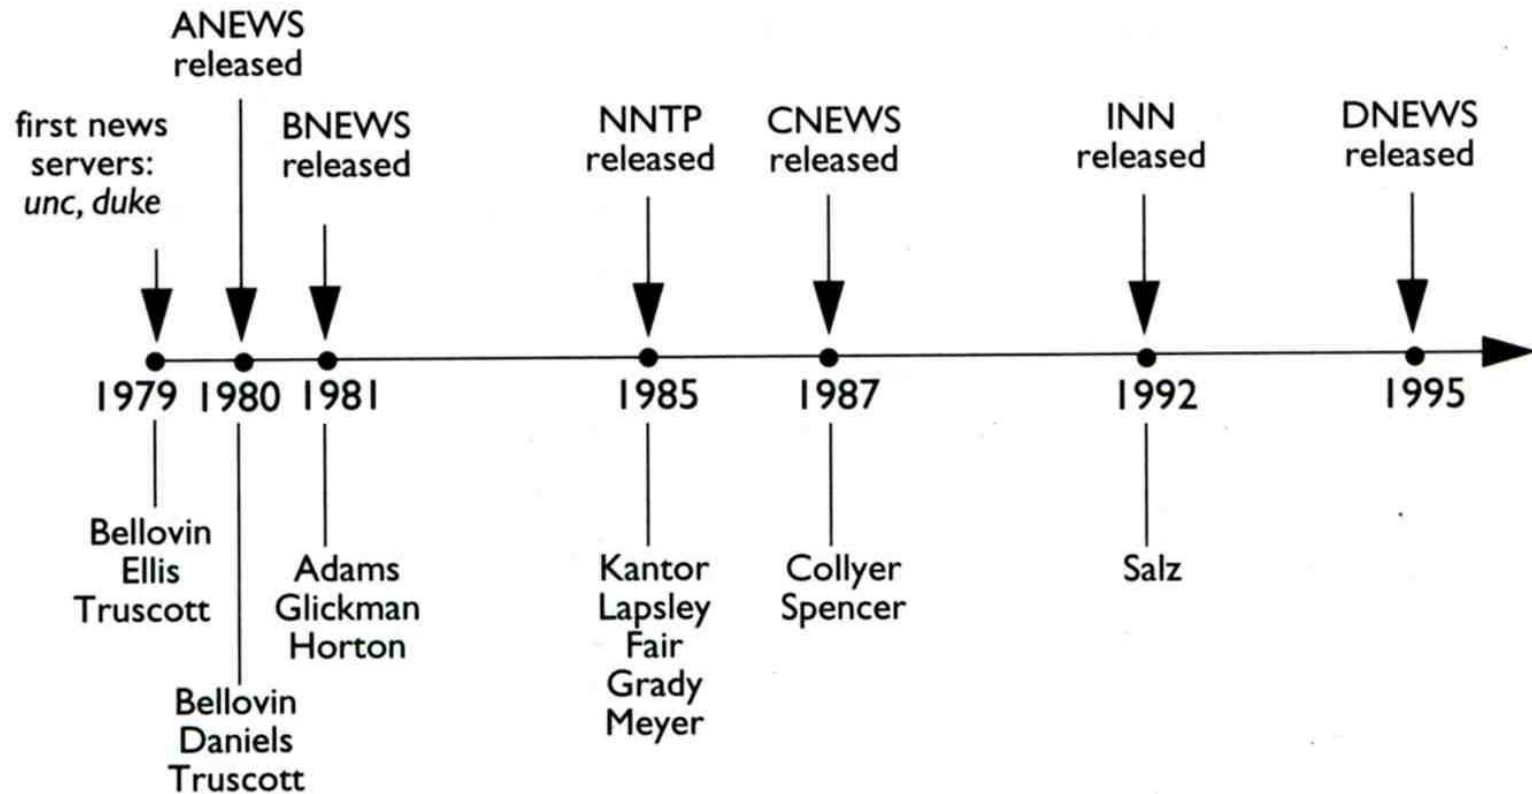 ANEWS
released
first news
servers:
unc, duke
BNEWS
released
NNTP
released
CNEWS
released
INN
released
DNEWS
released
1979
1980
1981
1985
1987
1992
1995
Bellovin
Ellis
Truscott
Bellovin
Daniels
Truscott
Adams
Glickman
Horton
Kantor
Lapsley
Fair
Grady
Meyer
Collyer
Spencer
Salz